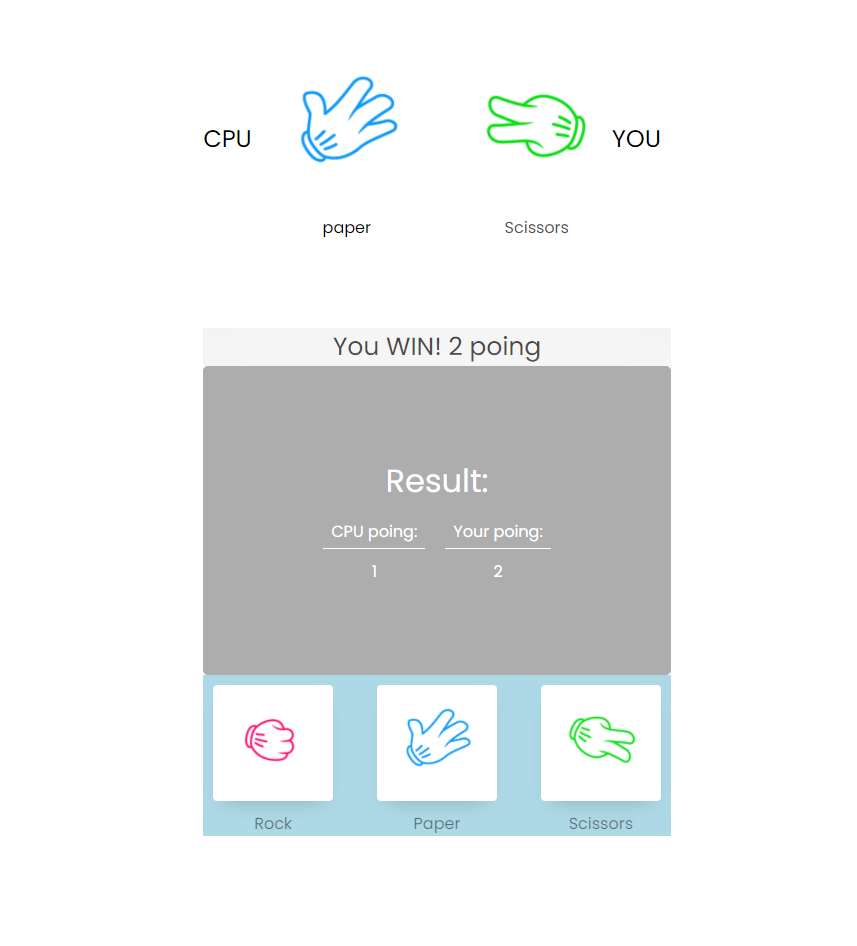 CPU
YOU
paper
Scissors
You WIN! 2 poing
Result:
CPU poing: Your poing:
1 2
Rock Paper Scissors